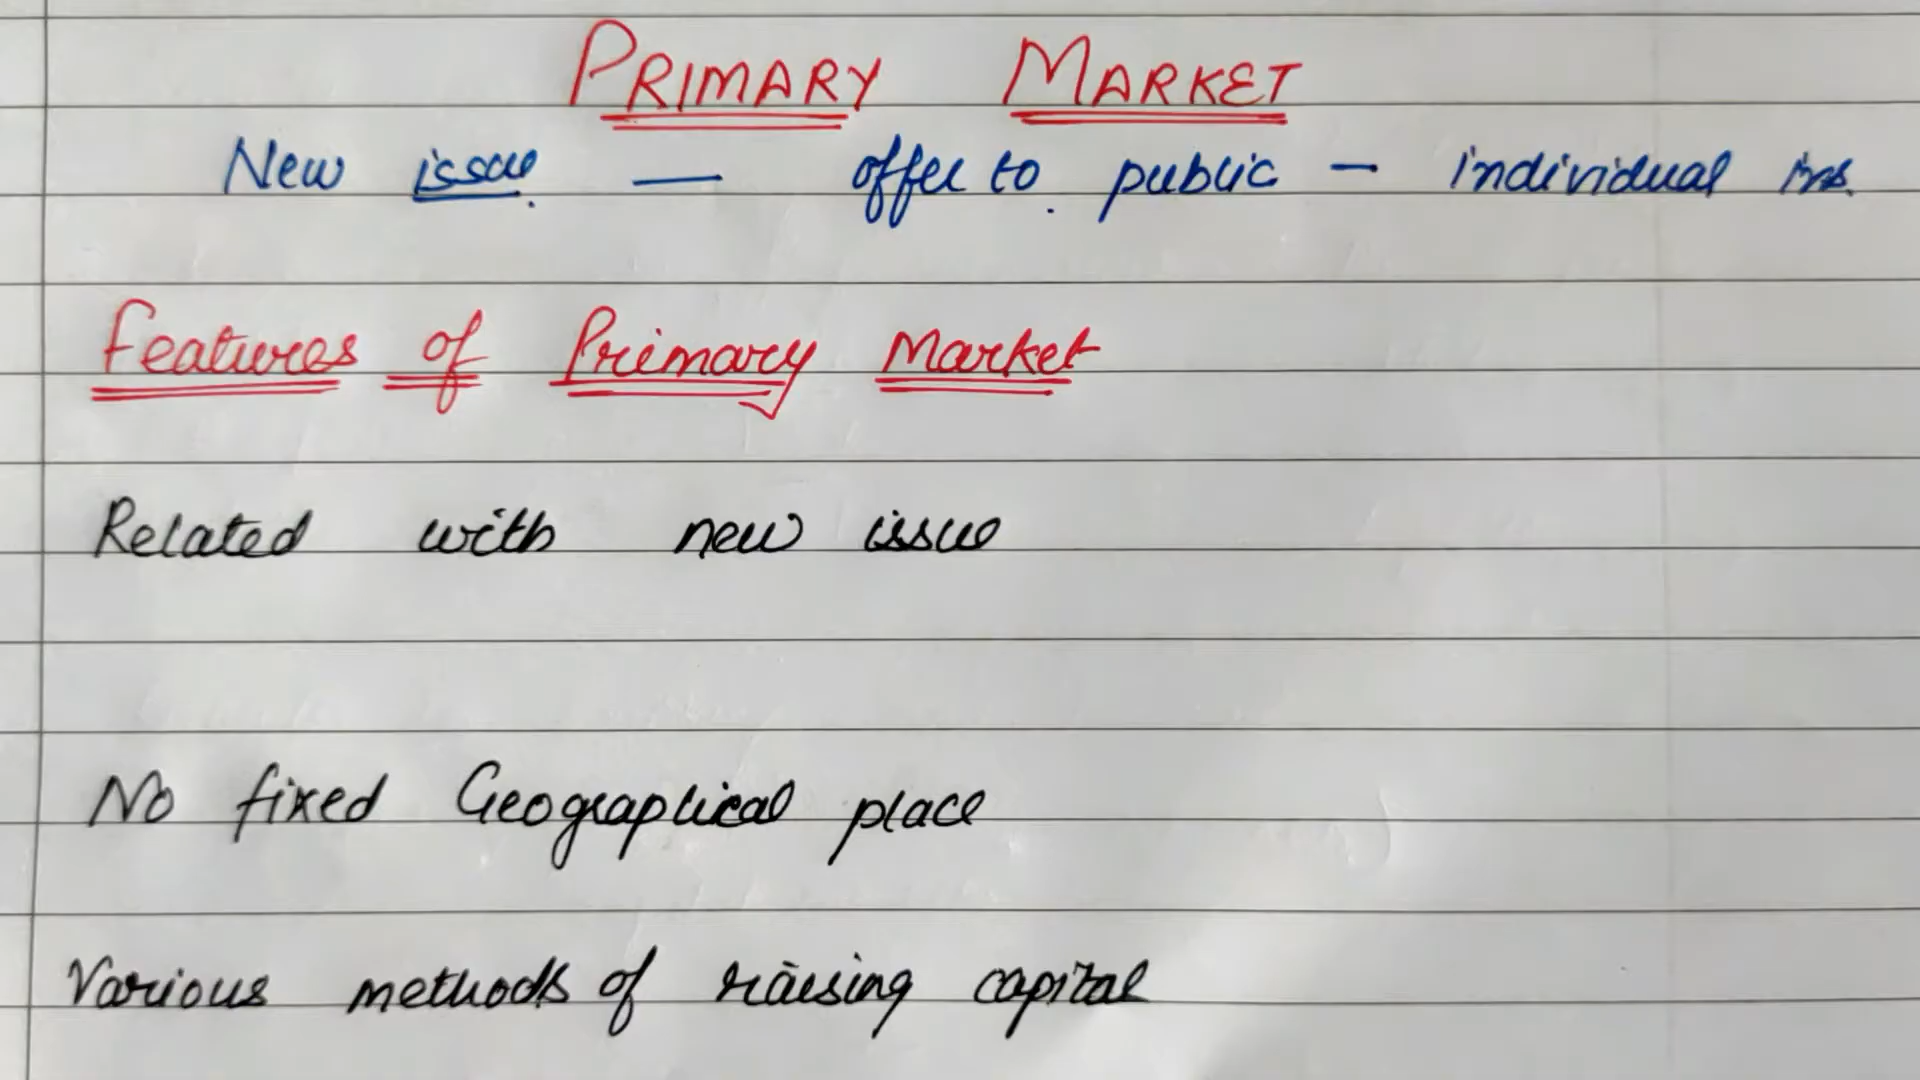 PRIMARY MARKET
New issue — offer to public - individual ins.
Features of Primary Market
Related with new issue
No fixed Geographical place
Various methods of raising capital